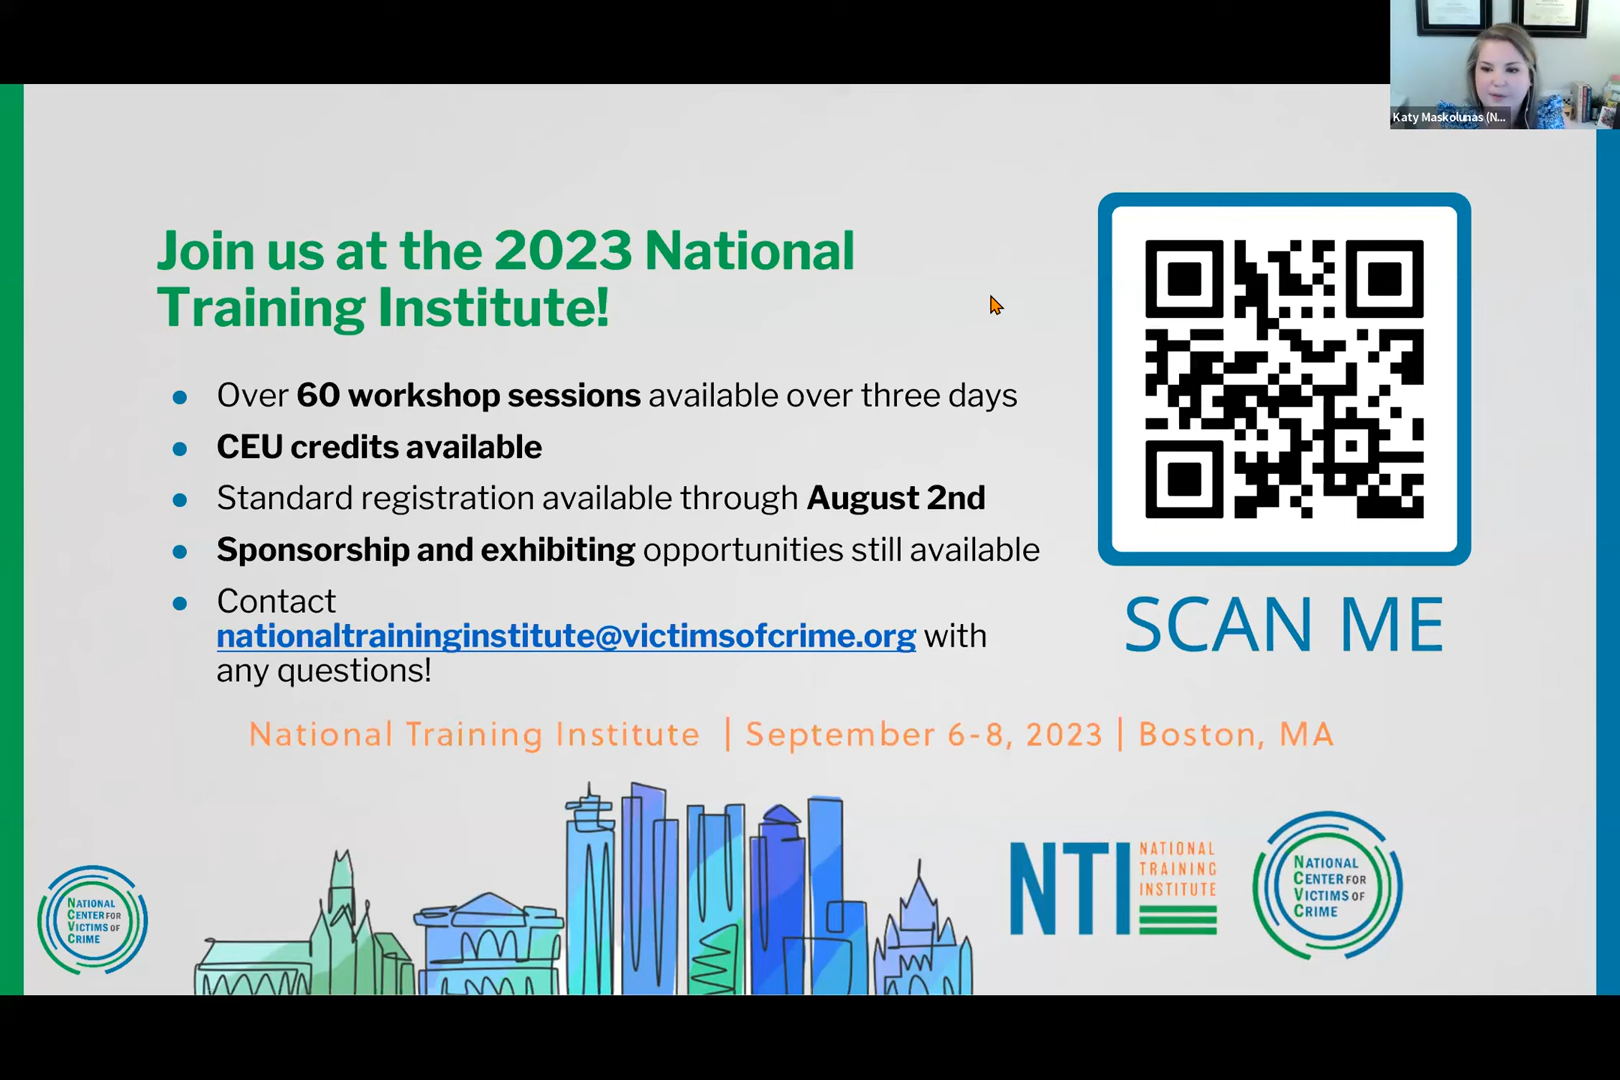 Katy Maskolunas (N...
Join us at the 2023 National
Training Institute!
Over 60 workshop sessions available over three days
CEU credits available
Standard registration available through August 2nd
Sponsorship and exhibiting opportunities still available
Contact
nationaltraininginstitute@victimsofcrime.org with
any questions!
SCAN ME
National Training Institute | September 6-8, 2023 | Boston, MA
NATIONAL
CENTER FOR
VICTIMS OF
CRIME
NTI
NATIONAL
TRAINING
INSTITUTE
NATIONAL
CENTER FOR
VICTIMS OF
CRIME